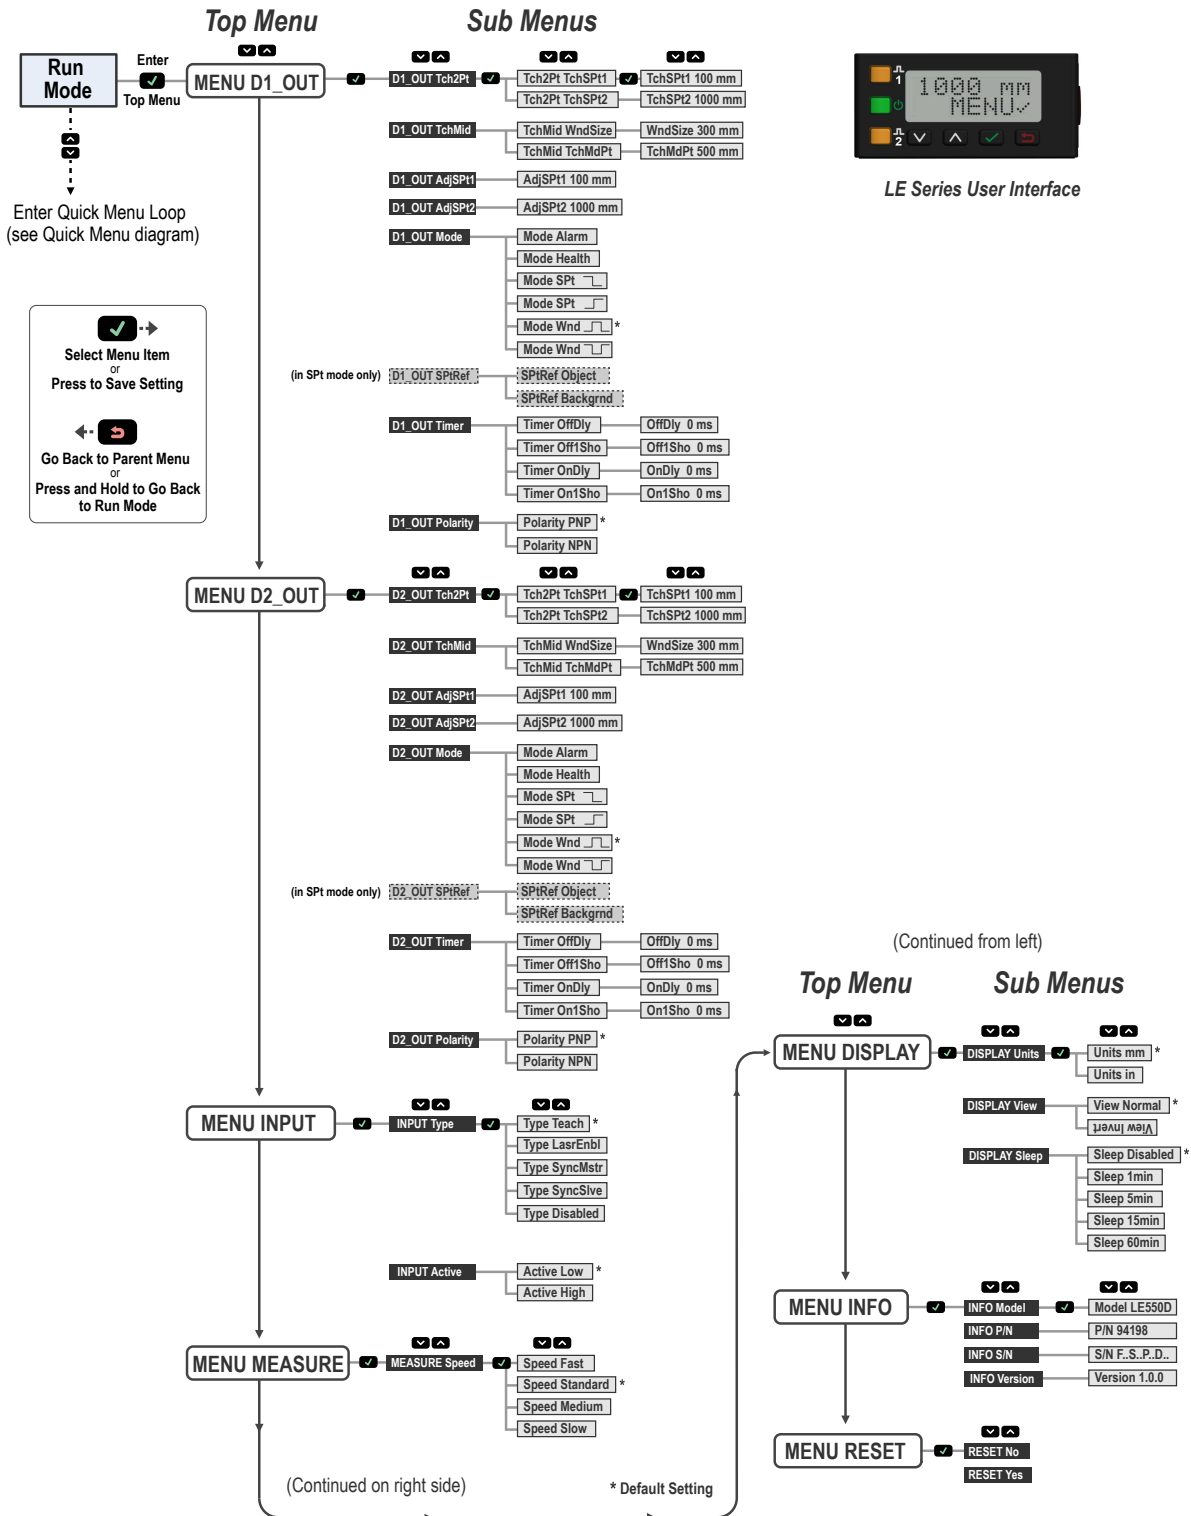 Top Menu
Sub Menus
Run Mode
Enter
Top Menu
MENU D1_OUT
D1_OUT Tch2Pt
Tch2Pt TchSPt1
TchSPt1 100 mm
Tch2Pt TchSPt2
TchSPt2 1000 mm
D1_OUT TchMid
TchMid WndSize
WndSize 300 mm
TchMid TchMdPt
TchMdPt 500 mm
D1_OUT AdjSPt1
AdjSPt1 100 mm
D1_OUT AdjSPt2
AdjSPt2 1000 mm
D1_OUT Mode
Mode Alarm
Mode Health
Mode SPt
Mode SPt
Mode Wnd *
Mode Wnd
(in SPt mode only)
D1_OUT SPtRef
SPtRef Object
SPtRef Backgrnd
D1_OUT Timer
Timer OffDly
OffDly 0 ms
Timer Off1Sho
Off1Sho 0 ms
Timer OnDly
OnDly 0 ms
Timer On1Sho
On1Sho 0 ms
D1_OUT Polarity
Polarity PNP *
Polarity NPN
Enter Quick Menu Loop
(see Quick Menu diagram)
Select Menu Item
or
Press to Save Setting
Go Back to Parent Menu
or
Press and Hold to Go Back
to Run Mode
1
2
1000 mm
MENU✓
LE Series User Interface
MENU D2_OUT
D2_OUT Tch2Pt
Tch2Pt TchSPt1
TchSPt1 100 mm
Tch2Pt TchSPt2
TchSPt2 1000 mm
D2_OUT TchMid
TchMid WndSize
WndSize 300 mm
TchMid TchMdPt
TchMdPt 500 mm
D2_OUT AdjSPt1
AdjSPt1 100 mm
D2_OUT AdjSPt2
AdjSPt2 1000 mm
D2_OUT Mode
Mode Alarm
Mode Health
Mode SPt
Mode SPt
Mode Wnd *
Mode Wnd
(in SPt mode only)
D2_OUT SPtRef
SPtRef Object
SPtRef Backgrnd
D2_OUT Timer
Timer OffDly
OffDly 0 ms
Timer Off1Sho
Off1Sho 0 ms
Timer OnDly
OnDly 0 ms
Timer On1Sho
On1Sho 0 ms
D2_OUT Polarity
Polarity PNP *
Polarity NPN
MENU INPUT
INPUT Type
Type Teach *
Type LasrEnbl
Type SyncMstr
Type SyncSlve
Type Disabled
INPUT Active
Active Low *
Active High
MENU MEASURE
MEASURE Speed
Speed Fast
Speed Standard *
Speed Medium
Speed Slow
(Continued on right side)
* Default Setting
(Continued from left)
Top Menu
Sub Menus
MENU DISPLAY
DISPLAY Units
Units mm *
Units in
DISPLAY View
View Normal *
View Invert
DISPLAY Sleep
Sleep Disabled *
Sleep 1min
Sleep 5min
Sleep 15min
Sleep 60min
MENU INFO
INFO Model
Model LE550D
INFO P/N
P/N 94198
INFO S/N
S/N F..S..P..D..
INFO Version
Version 1.0.0
MENU RESET
RESET No
RESET Yes